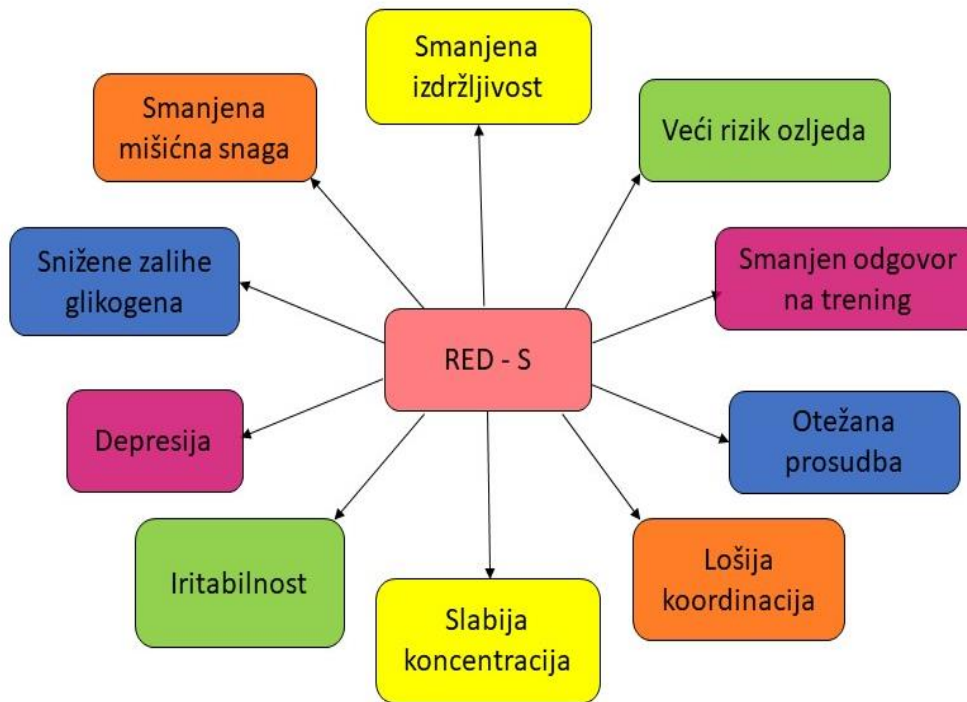 Smanjena
izdržljivost
Smanjena
mišićna snaga
Veći rizik ozljeda
Snižene zalihe
glikogena
Smanjen odgovor
na trening
RED - S
Depresija
Otežana
prosudba
Iritabilnost
Lošija
koordinacija
Slabija
koncentracija